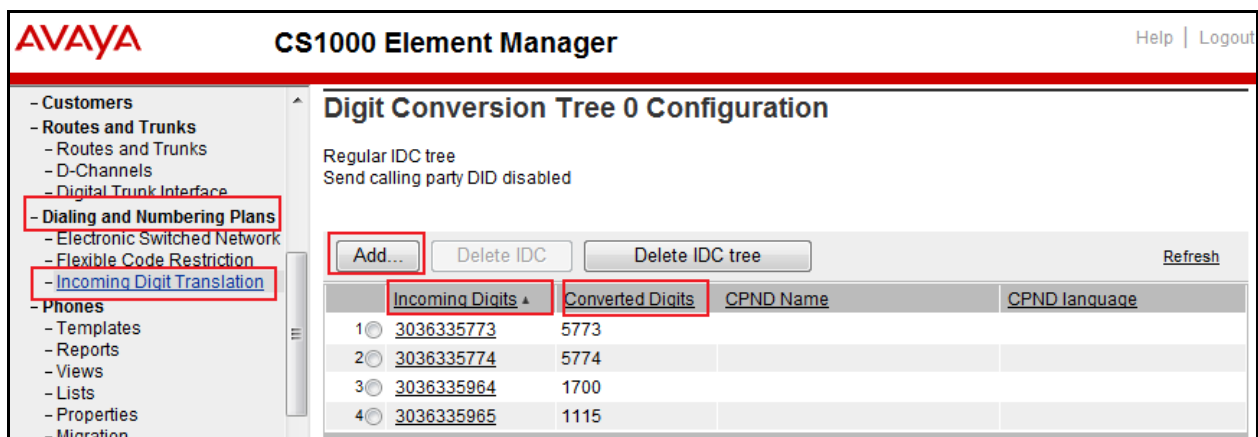 AVAYA
CS1000 Element Manager
Help | Logout
– Customers
– Routes and Trunks
– Routes and Trunks
– D-Channels
– Digital Trunk Interface
– Dialing and Numbering Plans
– Electronic Switched Network
– Flexible Code Restriction
– Incoming Digit Translation
– Phones
– Templates
– Reports
– Views
– Lists
– Properties
– Migration
Digit Conversion Tree 0 Configuration
Regular IDC tree
Send calling party DID disabled
Add... Delete IDC Delete IDC tree Refresh
Incoming Digits Converted Digits CPND Name CPND language
1 3036335773 5773
2 3036335774 5774
3 3036335964 1700
4 3036335965 1115